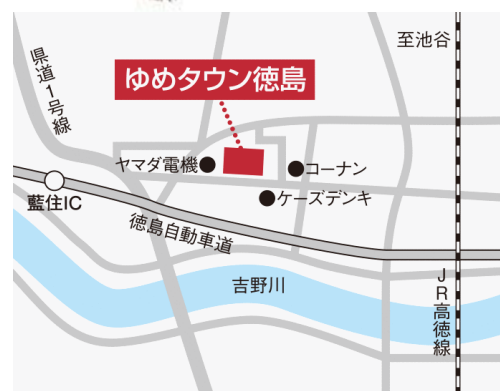 至池谷
県道1号線
ゆめタウン徳島
ヤマダ電機
コーナン
ケーズデンキ
藍住IC
徳島自動車道
吉野川
JR高徳線